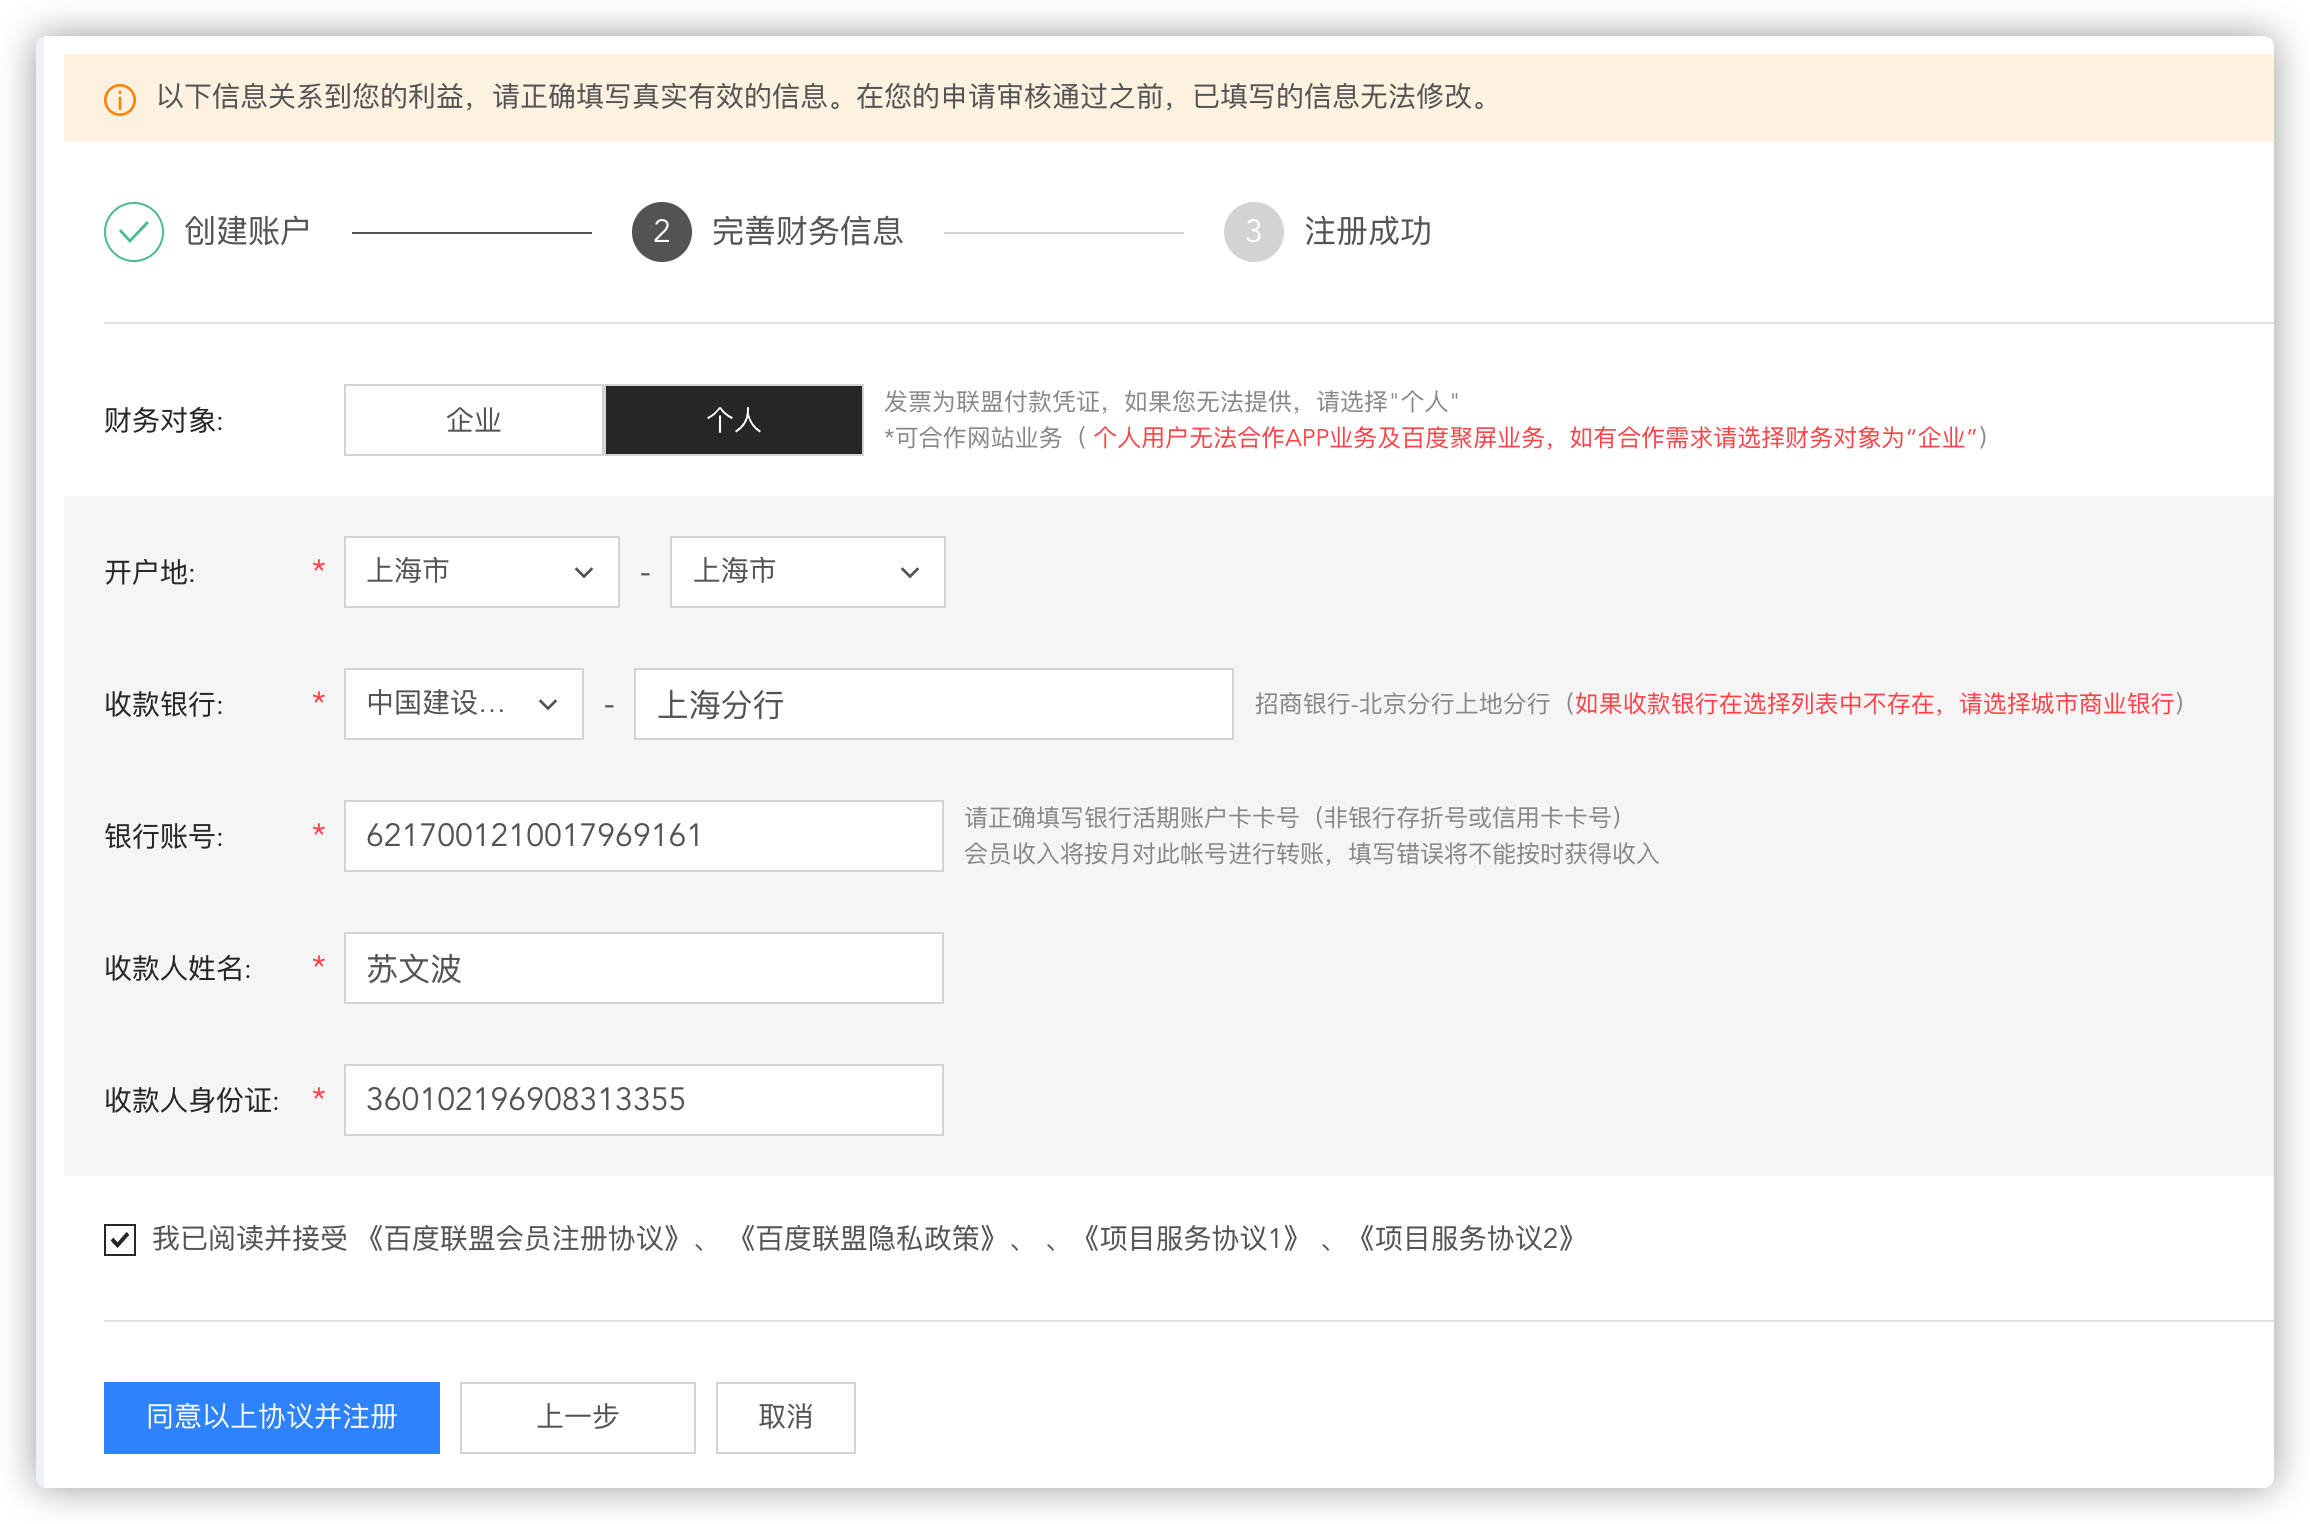 以下信息关系到您的利益，请正确填写真实有效的信息。在您的申请审核通过之前，已填写的信息无法修改。
创建账户 2 完善财务信息 3 注册成功
财务对象: 企业 个人 发票为联盟付款凭证，如果您无法提供，请选择"个人"
*可合作网站业务（ 个人用户无法合作APP业务及百度聚屏业务，如有合作需求请选择财务对象为“企业”）
开户地: * 上海市 - 上海市
收款银行: * 中国建设... - 上海分行 招商银行-北京分行上地分行（如果收款银行在选择列表中不存在，请选择城市商业银行）
银行账号: * 6217001210017969161 请正确填写银行活期账户卡卡号（非银行存折号或信用卡卡号）
会员收入将按月对此帐号进行转账，填写错误将不能按时获得收入
收款人姓名: * 苏文波
收款人身份证: * 360102196908313355
我已阅读并接受 《百度联盟会员注册协议》、 《百度联盟隐私政策》、 、《项目服务协议1》 、《项目服务协议2》
同意以上协议并注册 上一步 取消